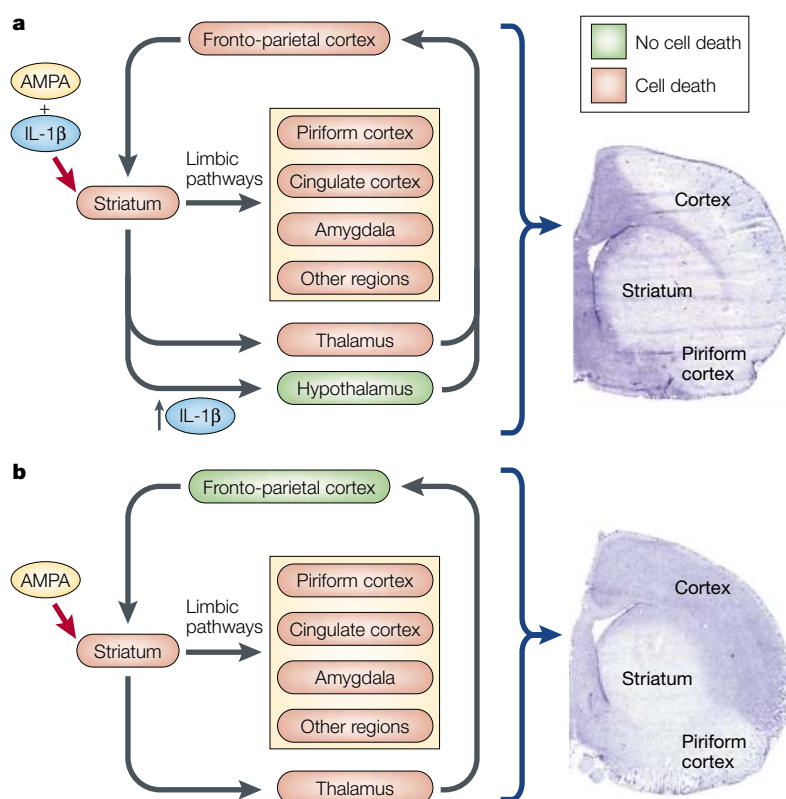 a
Fronto-parietal cortex
No cell death
Cell death
AMPA
+
IL-1β
Limbic
pathways
Piriform cortex
Cingulate cortex
Amygdala
Other regions
Striatum
Thalamus
Hypothalamus
IL-1β
Cortex
Striatum
Piriform
cortex
b
Fronto-parietal cortex
AMPA
Limbic
pathways
Piriform cortex
Cingulate cortex
Amygdala
Other regions
Striatum
Thalamus
Cortex
Striatum
Piriform
cortex